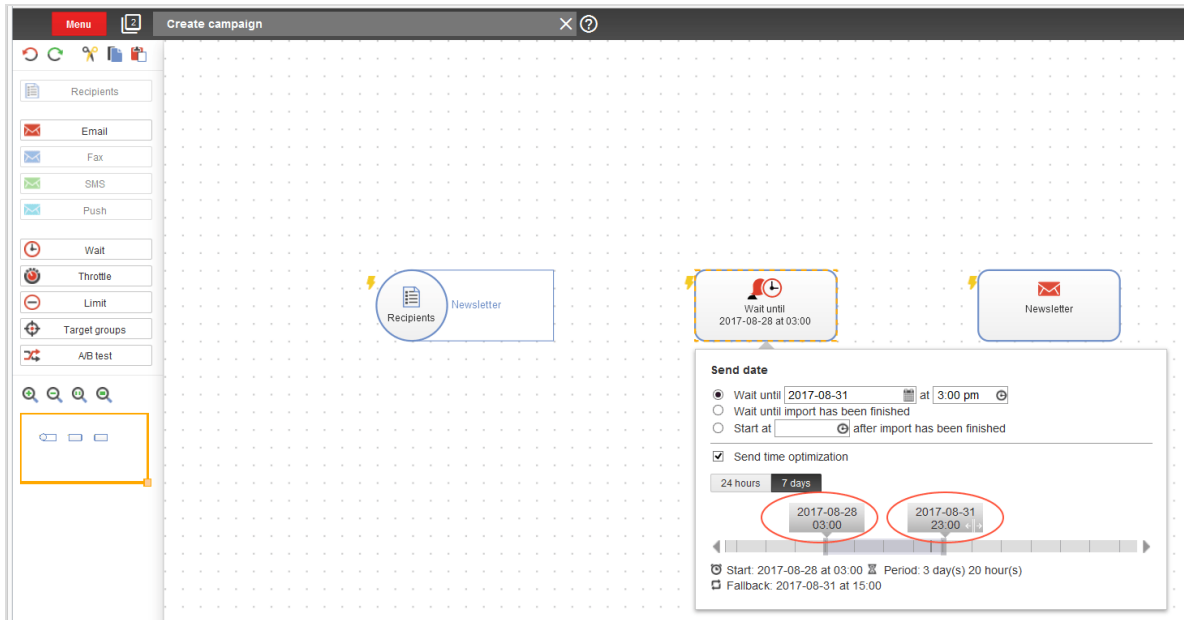 Menu
2
Create campaign
Recipients
Email
Fax
SMS
Push
Wait
Throttle
Limit
Target groups
A/B test
Recipients
Newsletter
Wait until
2017-08-28 at 03:00
Newsletter
Send date
Wait until 2017-08-31 at 3:00 pm
Wait until import has been finished
Start at after import has been finished
Send time optimization
24 hours 7 days
2017-08-28
03:00
2017-08-31
23:00
Start: 2017-08-28 at 03:00 Period: 3 day(s) 20 hour(s)
Fallback: 2017-08-31 at 15:00